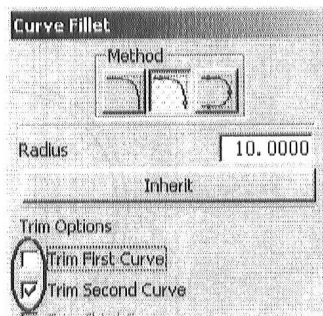 Curve Fillet
Method
Radius 10.0000
Inherit
Trim Options
Trim First Curve
Trim Second Curve